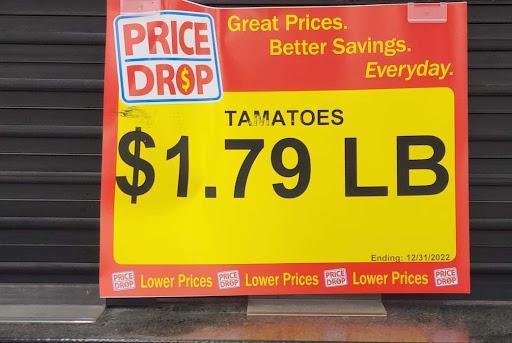 PRICE
DROP
Great Prices.
Better Savings.
Everyday.
TAMATOES
$1.79 LB
Ending: 12/31/2022
PRICE DROP Lower Prices PRICE DROP Lower Prices PRICE DROP Lower Prices PRICE DROP